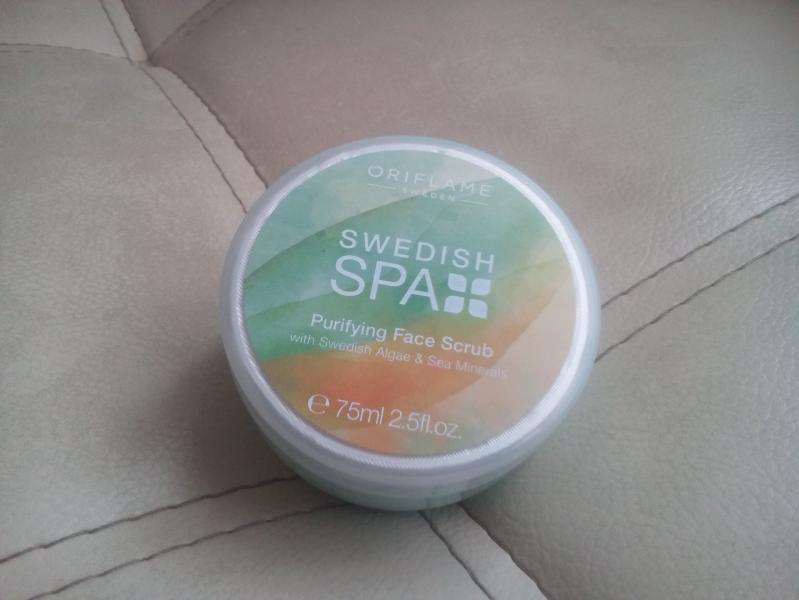 ORIFLAME
SWEDEN
SWEDISH
SPA
Purifying Face Scrub
with Swedish Algae & Sea Minerals
℮ 75ml 2.5fl.oz.